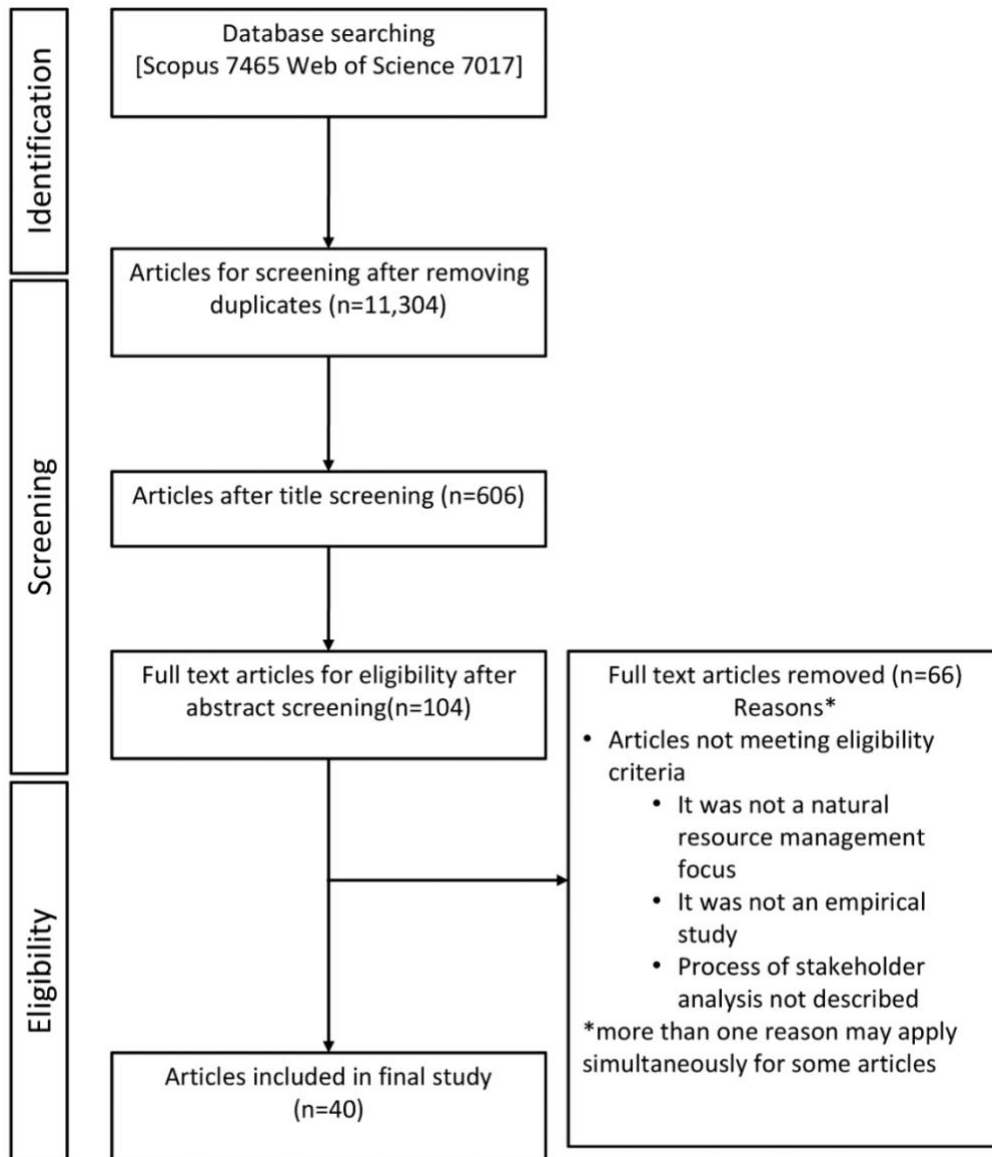 Identification
Database searching
[Scopus 7465 Web of Science 7017]
Articles for screening after removing
duplicates (n=11,304)
Screening
Articles after title screening (n=606)
Full text articles for eligibility after
abstract screening(n=104)
Full text articles removed (n=66)
Reasons*
• Articles not meeting eligibility
criteria
• It was not a natural
resource management
focus
• It was not an empirical
study
• Process of stakeholder
analysis not described
*more than one reason may apply
simultaneously for some articles
Eligibility
Articles included in final study
(n=40)